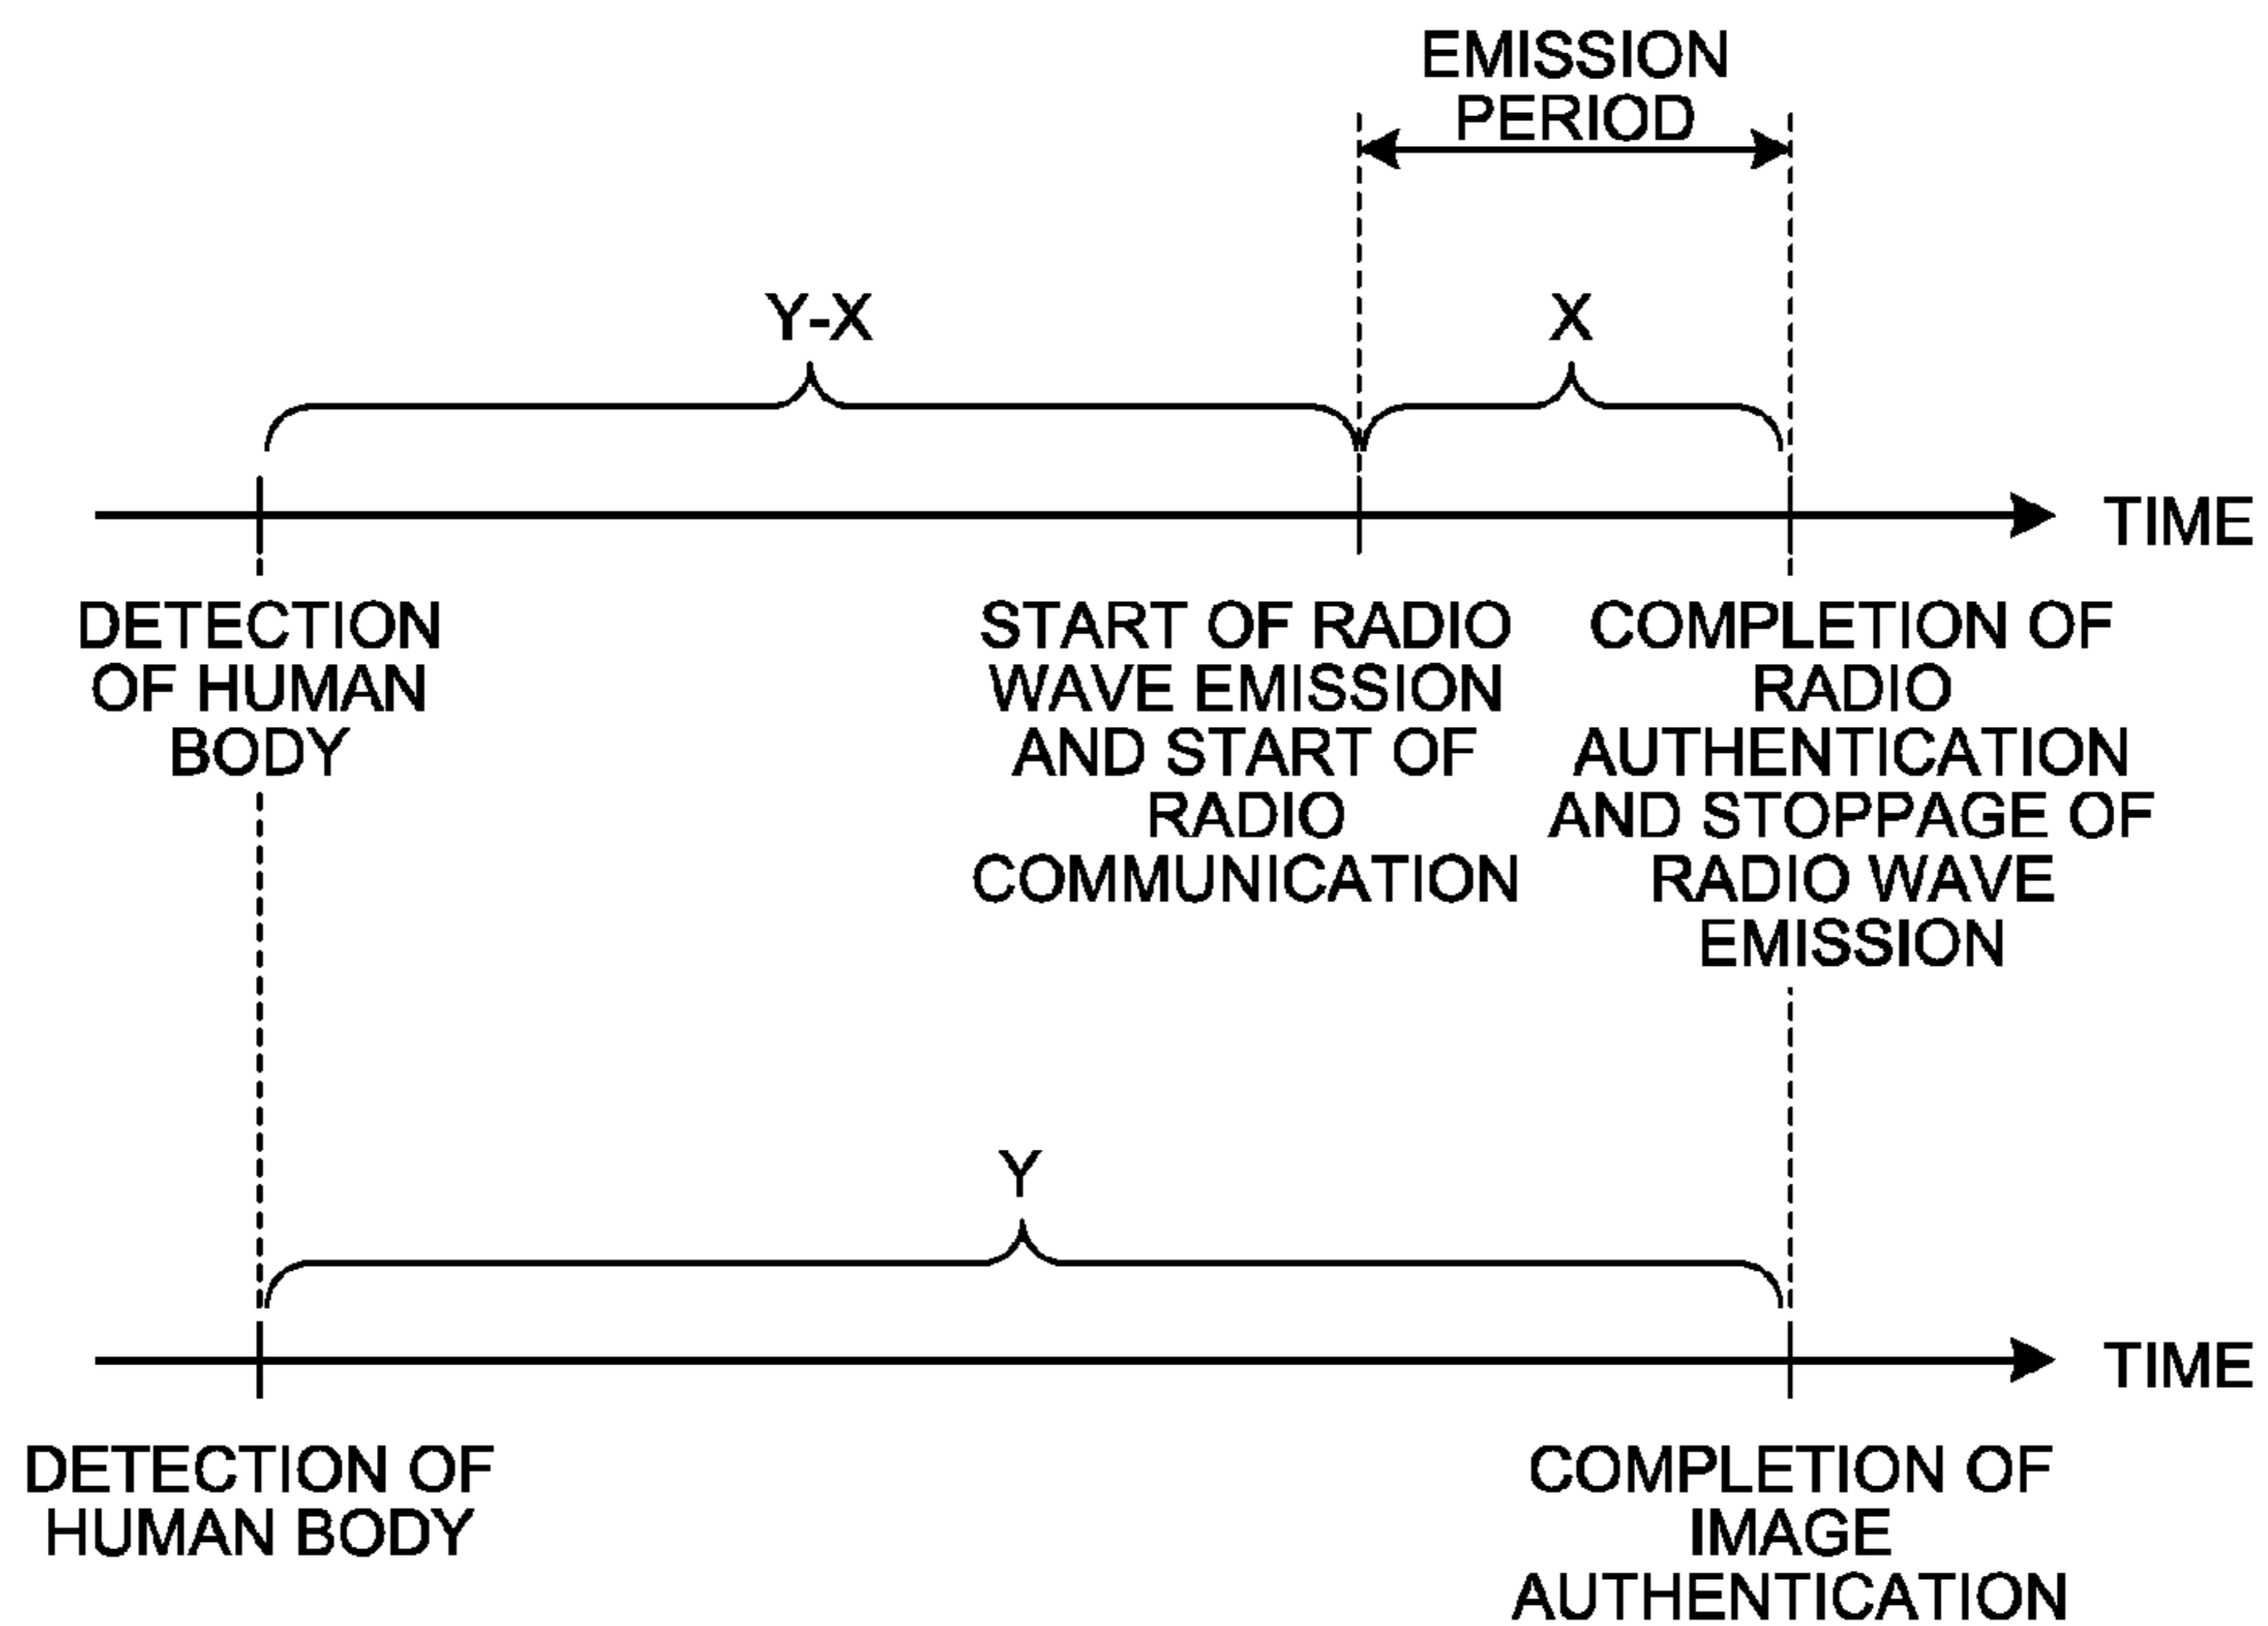 EMISSION
PERIOD
Y-X
X
TIME
DETECTION
OF HUMAN
BODY
START OF RADIO
WAVE EMISSION
AND START OF
RADIO
COMMUNICATION
COMPLETION OF
RADIO
AUTHENTICATION
AND STOPPAGE OF
RADIO WAVE
EMISSION
Y
TIME
DETECTION OF
HUMAN BODY
COMPLETION OF
IMAGE
AUTHENTICATION